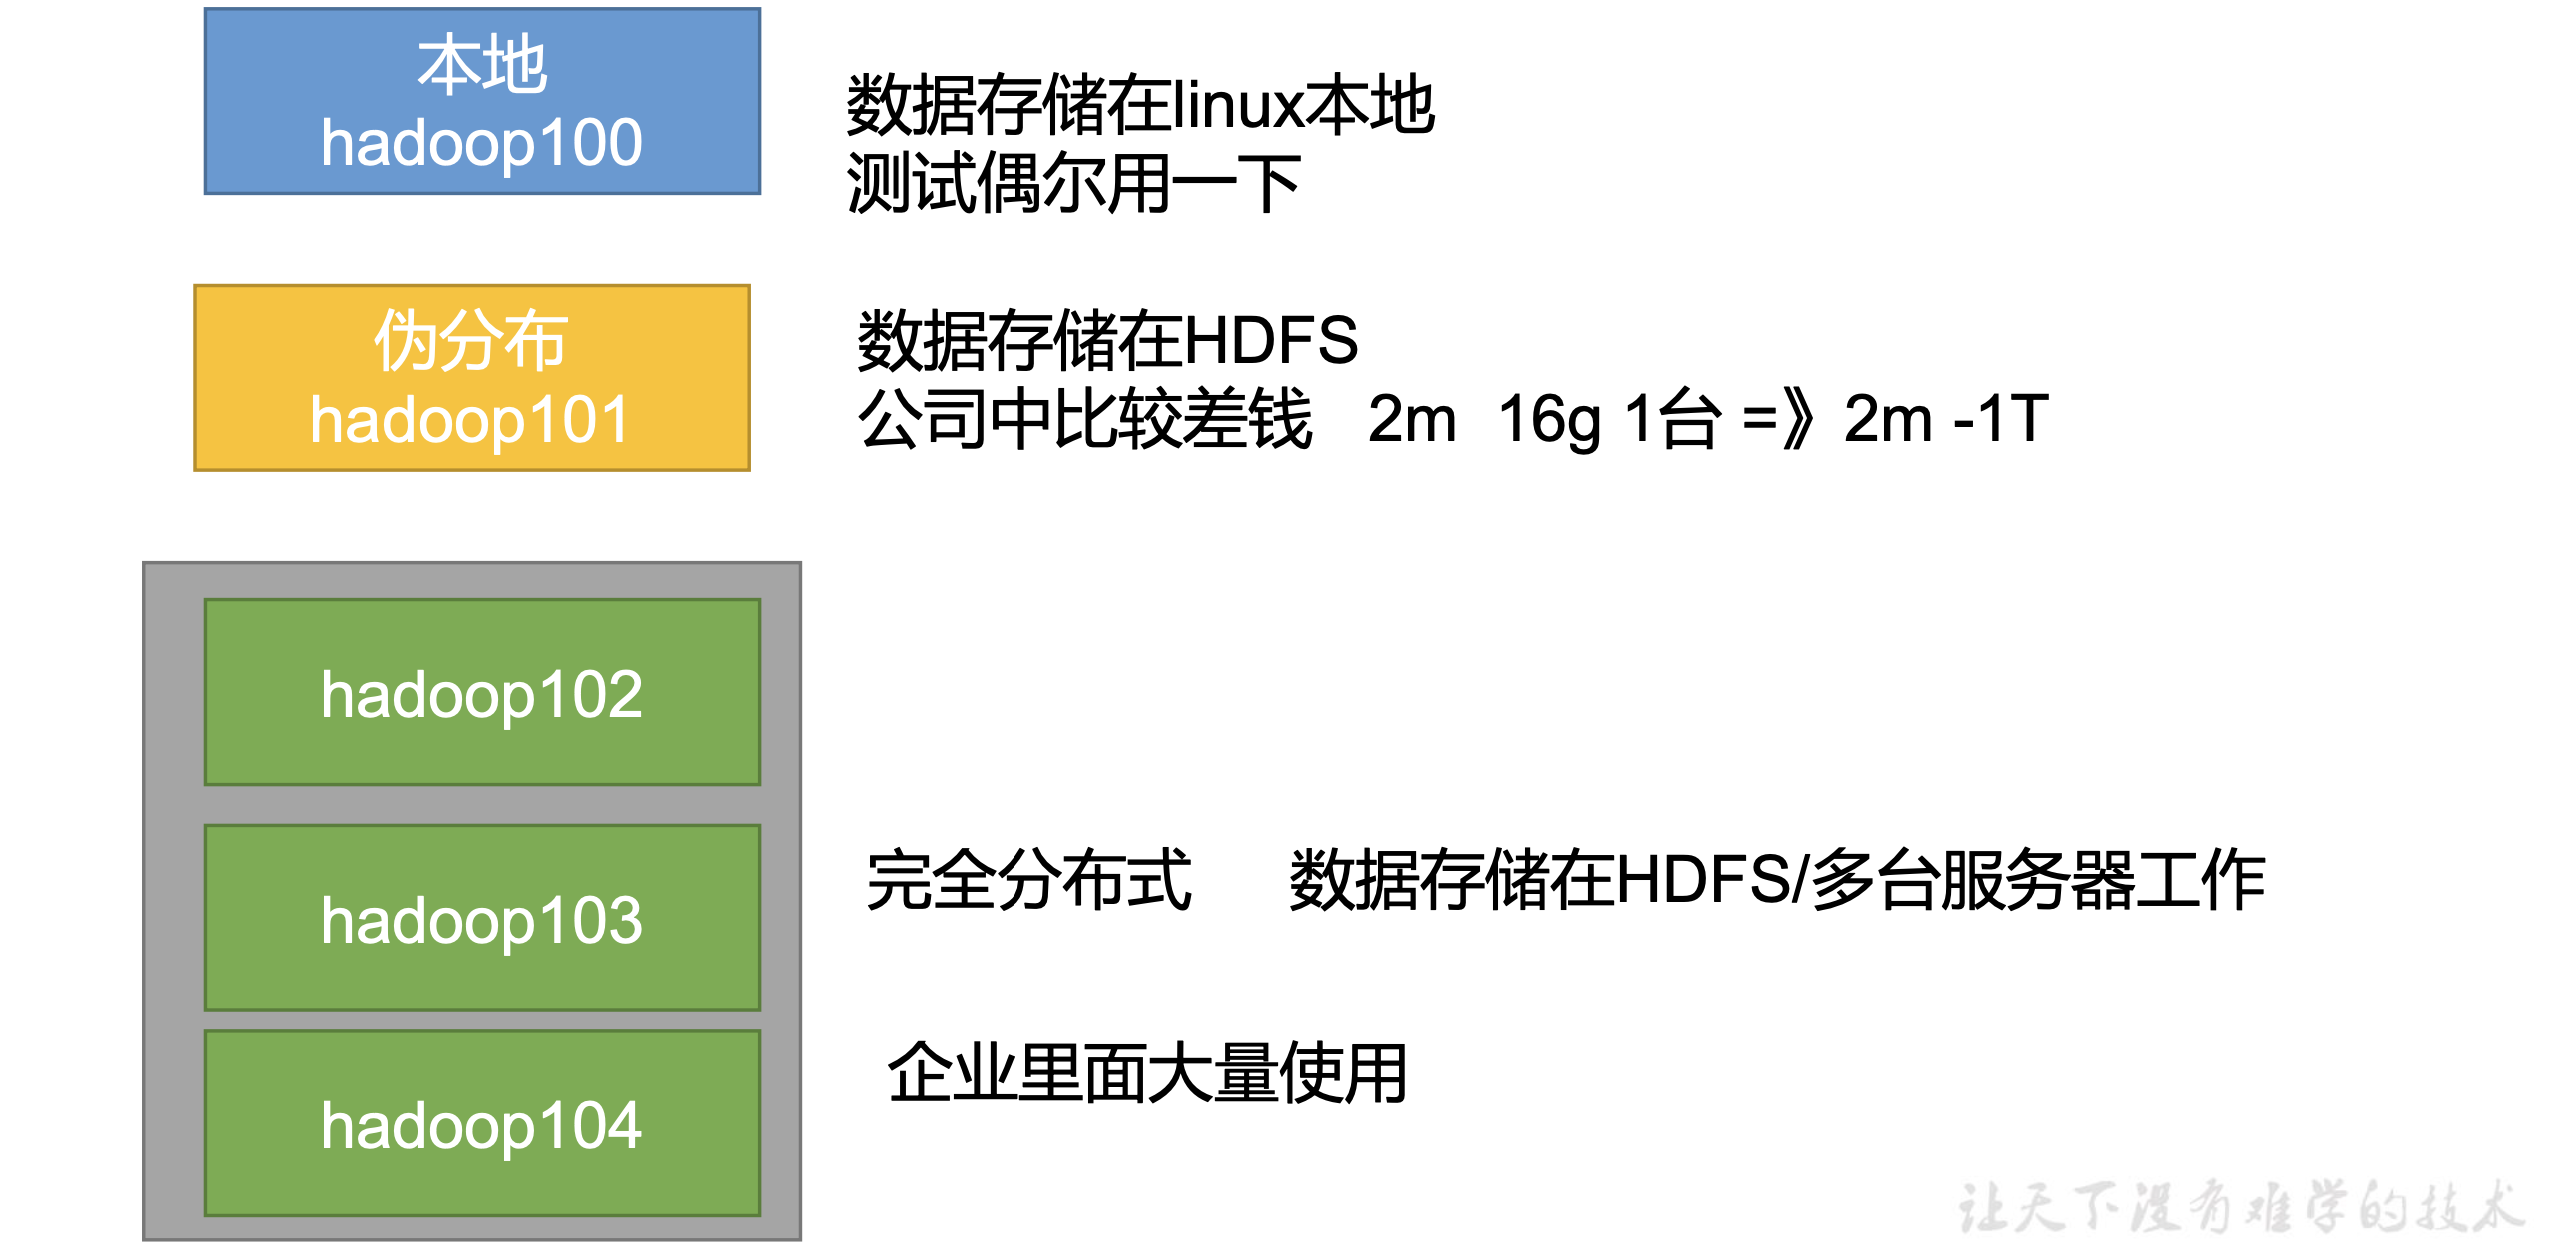 本地
hadoop100
数据存储在linux本地
测试偶尔用一下
伪分布
hadoop101
数据存储在HDFS
公司中比较差钱 2m 16g 1台 =》2m -1T
hadoop102
hadoop103
完全分布式 数据存储在HDFS/多台服务器工作
hadoop104
企业里面大量使用
让天下没有难学的技术